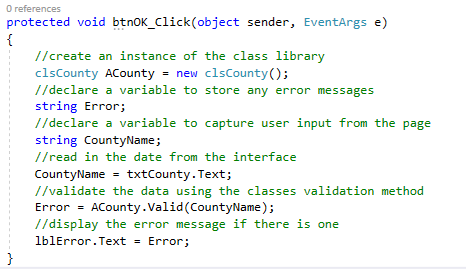 0 references
protected void btnOK_Click(object sender, EventArgs e)
{
//create an instance of the class library
clsCounty ACounty = new clsCounty();
//declare a variable to store any error messages
string Error;
//declare a variable to capture user input from the page
string CountyName;
//read in the date from the interface
CountyName = txtCounty.Text;
//validate the data using the classes validation method
Error = ACounty.Valid(CountyName);
//display the error message if there is one
lblError.Text = Error;
}